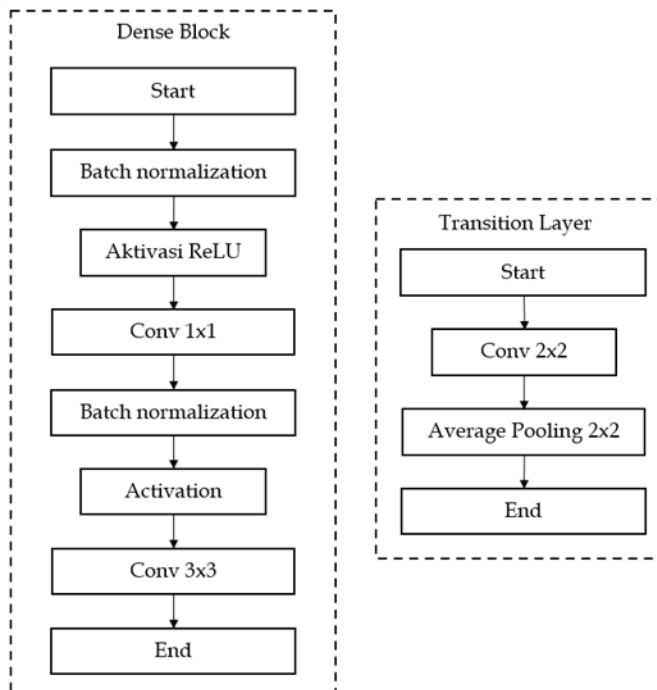 Dense Block
Start
Batch normalization
Aktivasi ReLU
Conv 1x1
Batch normalization
Activation
Conv 3x3
End
Transition Layer
Start
Conv 2x2
Average Pooling 2x2
End